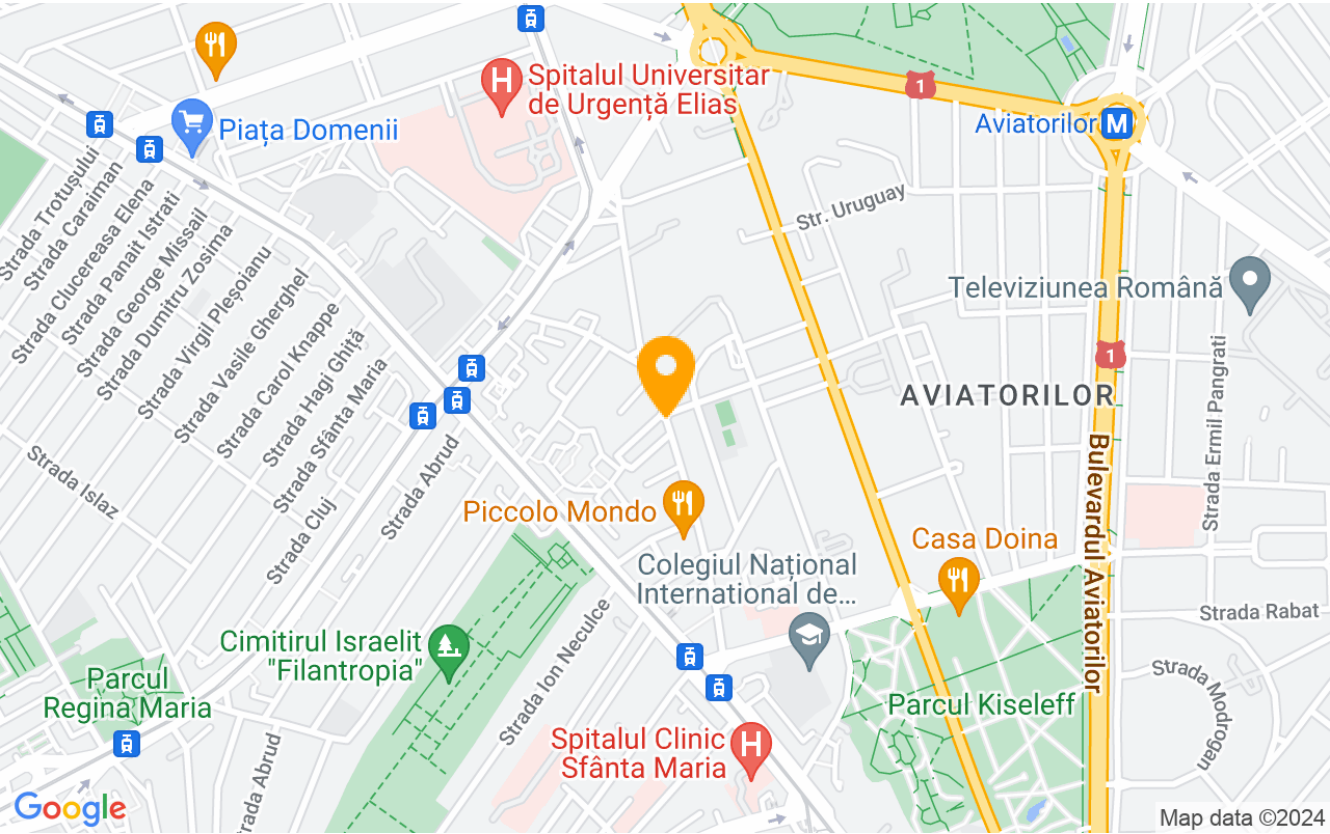 Spitalul Universitar
de Urgență Elias
1
Aviatorilor M
Piața Domenii
Strada Trotușului
Strada Caraiman
Strada Clucereasa Elena
Strada Panait Istrati
Strada George Missail
Strada Dumitru Zosima
Strada Virgil Pleșoianu
Strada Vasile Gherghel
Strada Carol Knappe
Strada Hagi Ghiță
Strada Sfânta Maria
Strada Cluj
Strada Islaz
Strada Abrud
Str. Uruguay
Televiziunea Română
1
AVIATORILOR
Strada Ermil Pangrati
Bulevardul Aviatorilor
Piccolo Mondo
Casa Doina
Colegiul Național
International de...
Cimitirul Israelit
"Filantropia"
Strada Ion Neculce
Parcul
Regina Maria
Strada Rabat
Strada Modrogan
Parcul Kiseleff
Spitalul Clinic
Sfânta Maria
H
H
rada Abrud
Google
Map data ©2024